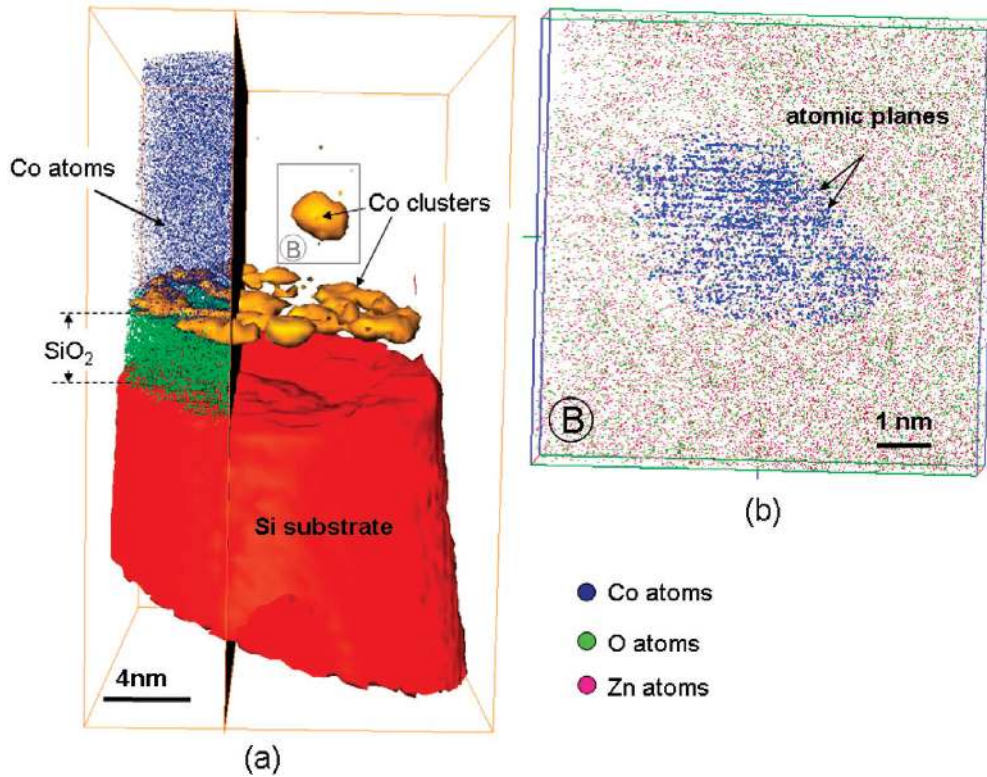 Co atoms
Co clusters
B
SiO2
Si substrate
4nm
(a)
atomic planes
B
1 nm
(b)
Co atoms
O atoms
Zn atoms